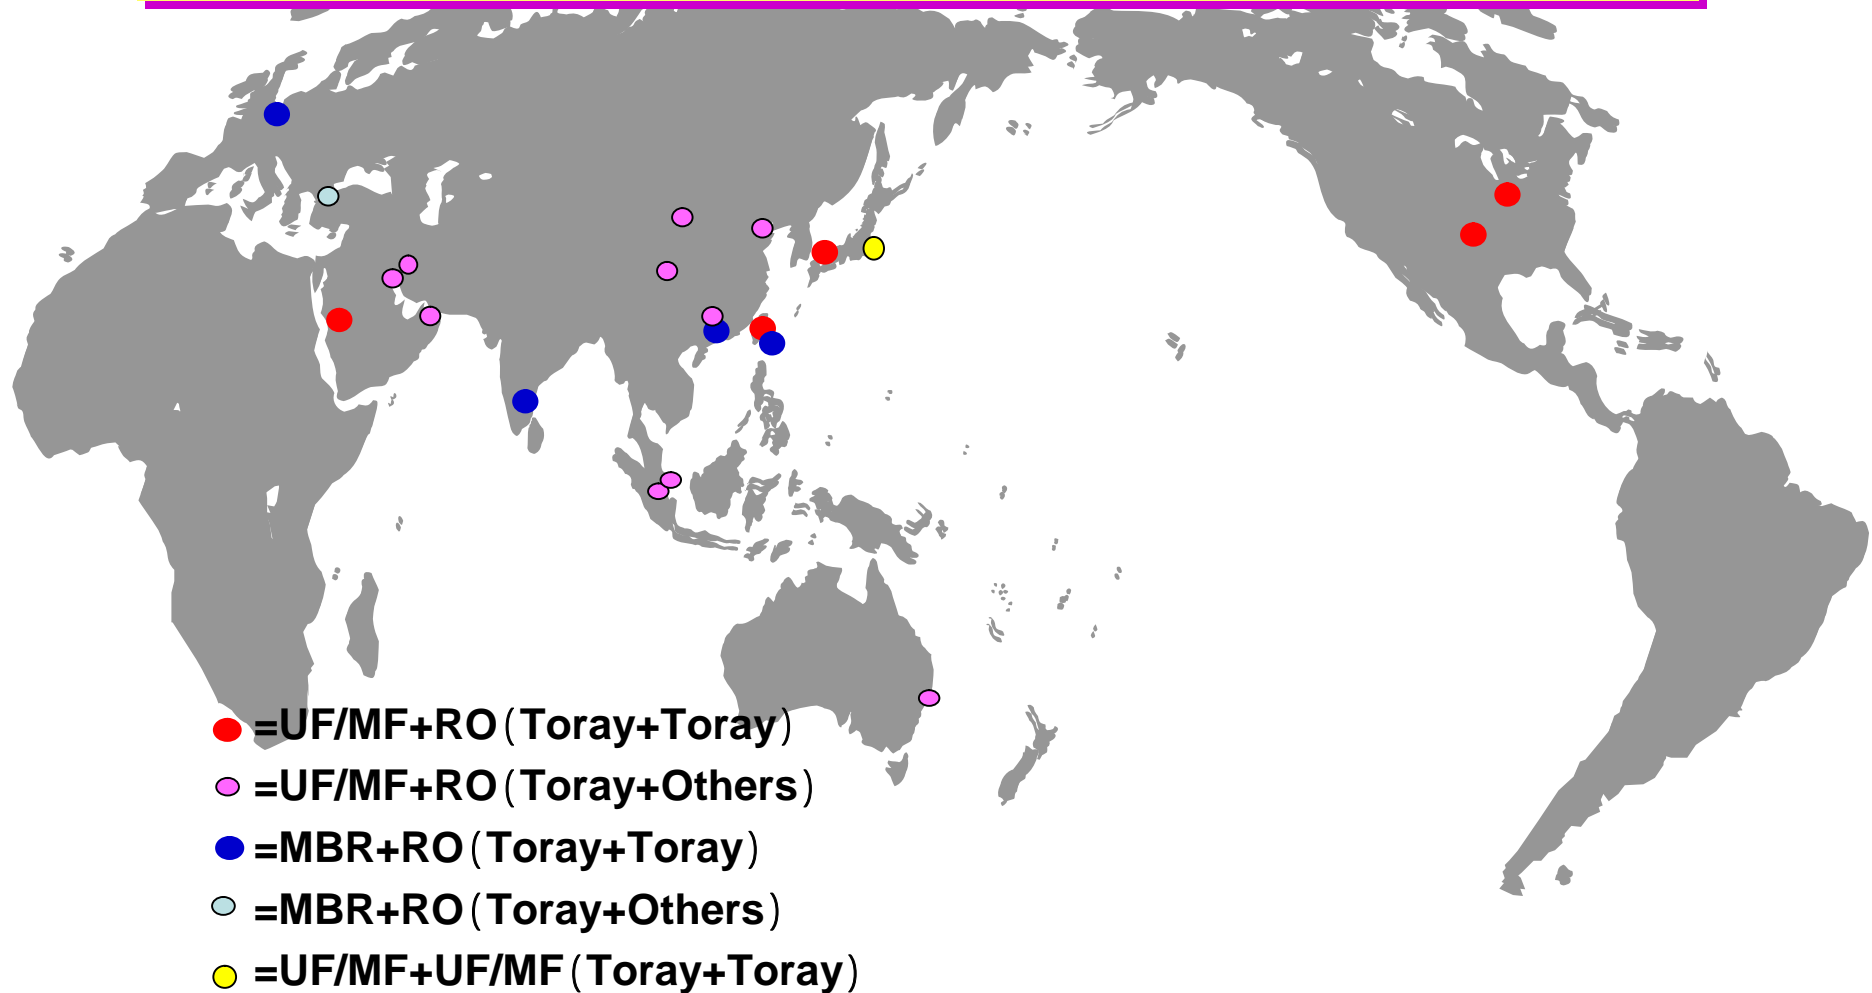 =UF/MF+RO(Toray+Toray)
=UF/MF+RO(Toray+Others)
=MBR+RO(Toray+Toray)
=MBR+RO(Toray+Others)
=UF/MF+UF/MF(Toray+Toray)